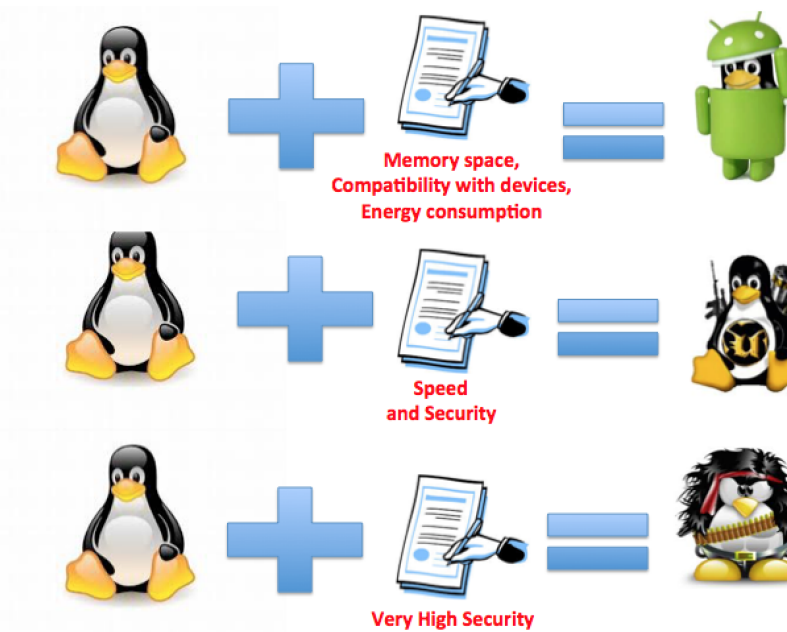 Memory space,
Compatibility with devices,
Energy consumption
Speed
and Security
Very High Security